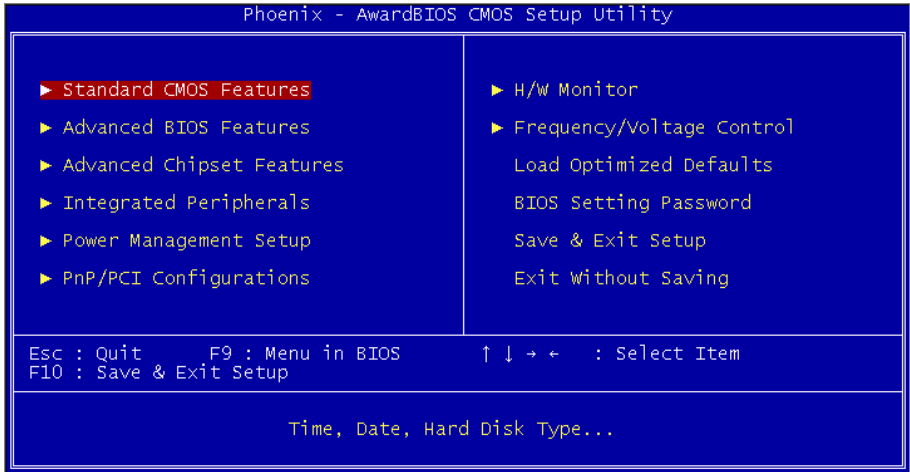 Phoenix - AwardBIOS CMOS Setup Utility
► Standard CMOS Features
► Advanced BIOS Features
► Advanced Chipset Features
► Integrated Peripherals
► Power Management Setup
► PnP/PCI Configurations
► H/W Monitor
► Frequency/Voltage Control
Load Optimized Defaults
BIOS Setting Password
Save & Exit Setup
Exit Without Saving
Esc : Quit F9 : Menu in BIOS ↑ ↓ → ← : Select Item
F10 : Save & Exit Setup
Time, Date, Hard Disk Type...